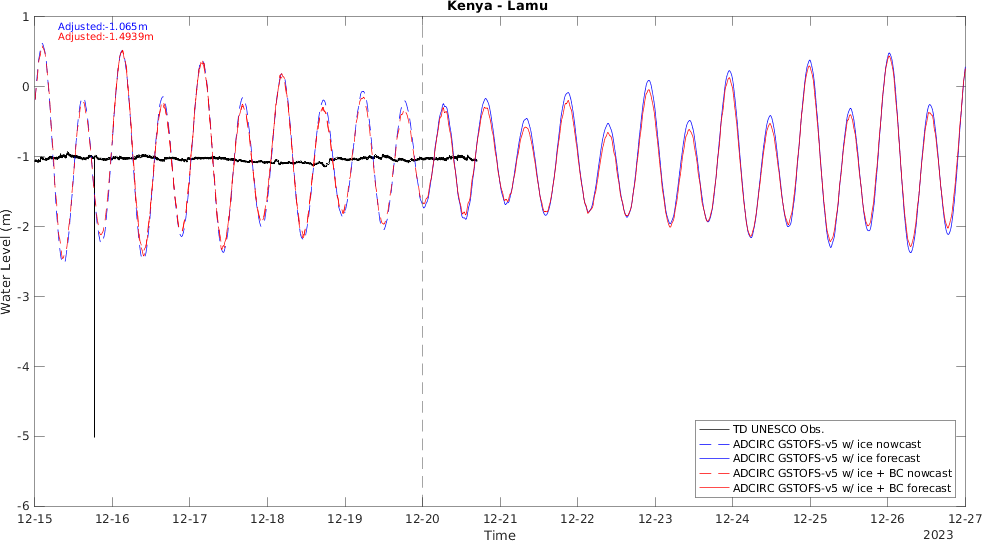 Kenya - Lamu
Adjusted:-1.065m
Adjusted:-1.4939m
Water Level (m)
1
0
-1
-2
-3
-4
-5
-6
TD UNESCO Obs.
ADCIRC GSTOFS-v5 w/ ice nowcast
ADCIRC GSTOFS-v5 w/ ice forecast
ADCIRC GSTOFS-v5 w/ ice + BC nowcast
ADCIRC GSTOFS-v5 w/ ice + BC forecast
12-15 12-16 12-17 12-18 12-19 12-20 12-21 12-22 12-23 12-24 12-25 12-26 12-27
Time
2023